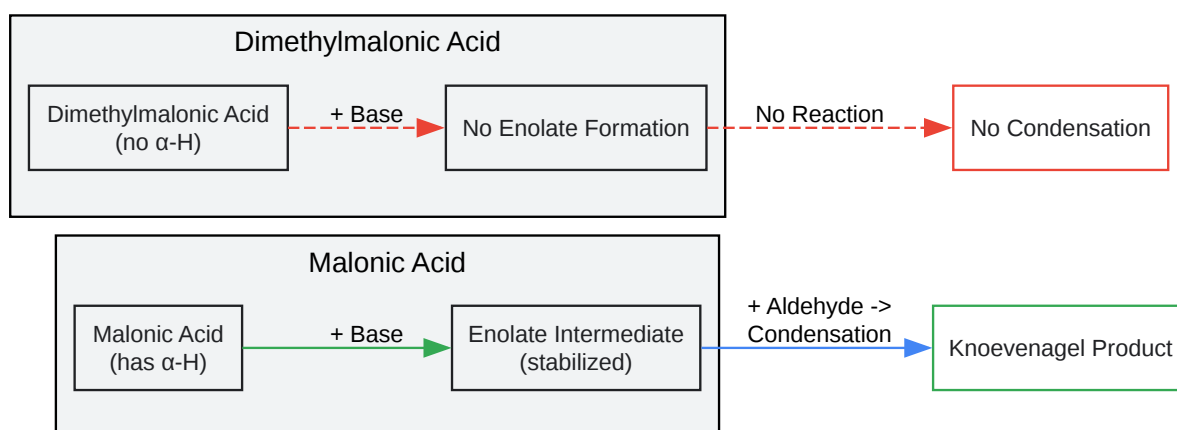 Dimethylmalonic Acid
Dimethylmalonic Acid
(no α-H)
+ Base
No Enolate Formation
No Reaction
No Condensation
Malonic Acid
Malonic Acid
(has α-H)
+ Base
Enolate Intermediate
(stabilized)
+ Aldehyde ->
Condensation
Knoevenagel Product